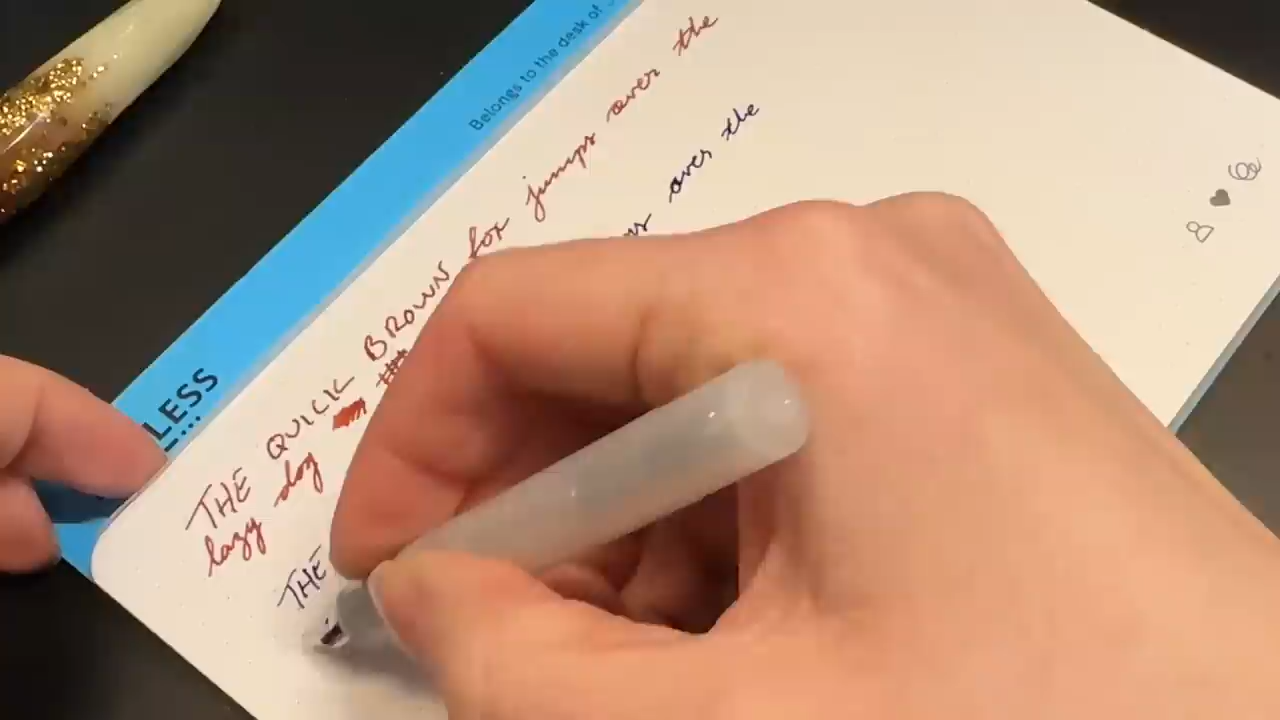 Belongs to the desk of
LESS
THE QUICK BROWN fox jumps over the
lazy dog
THE over the